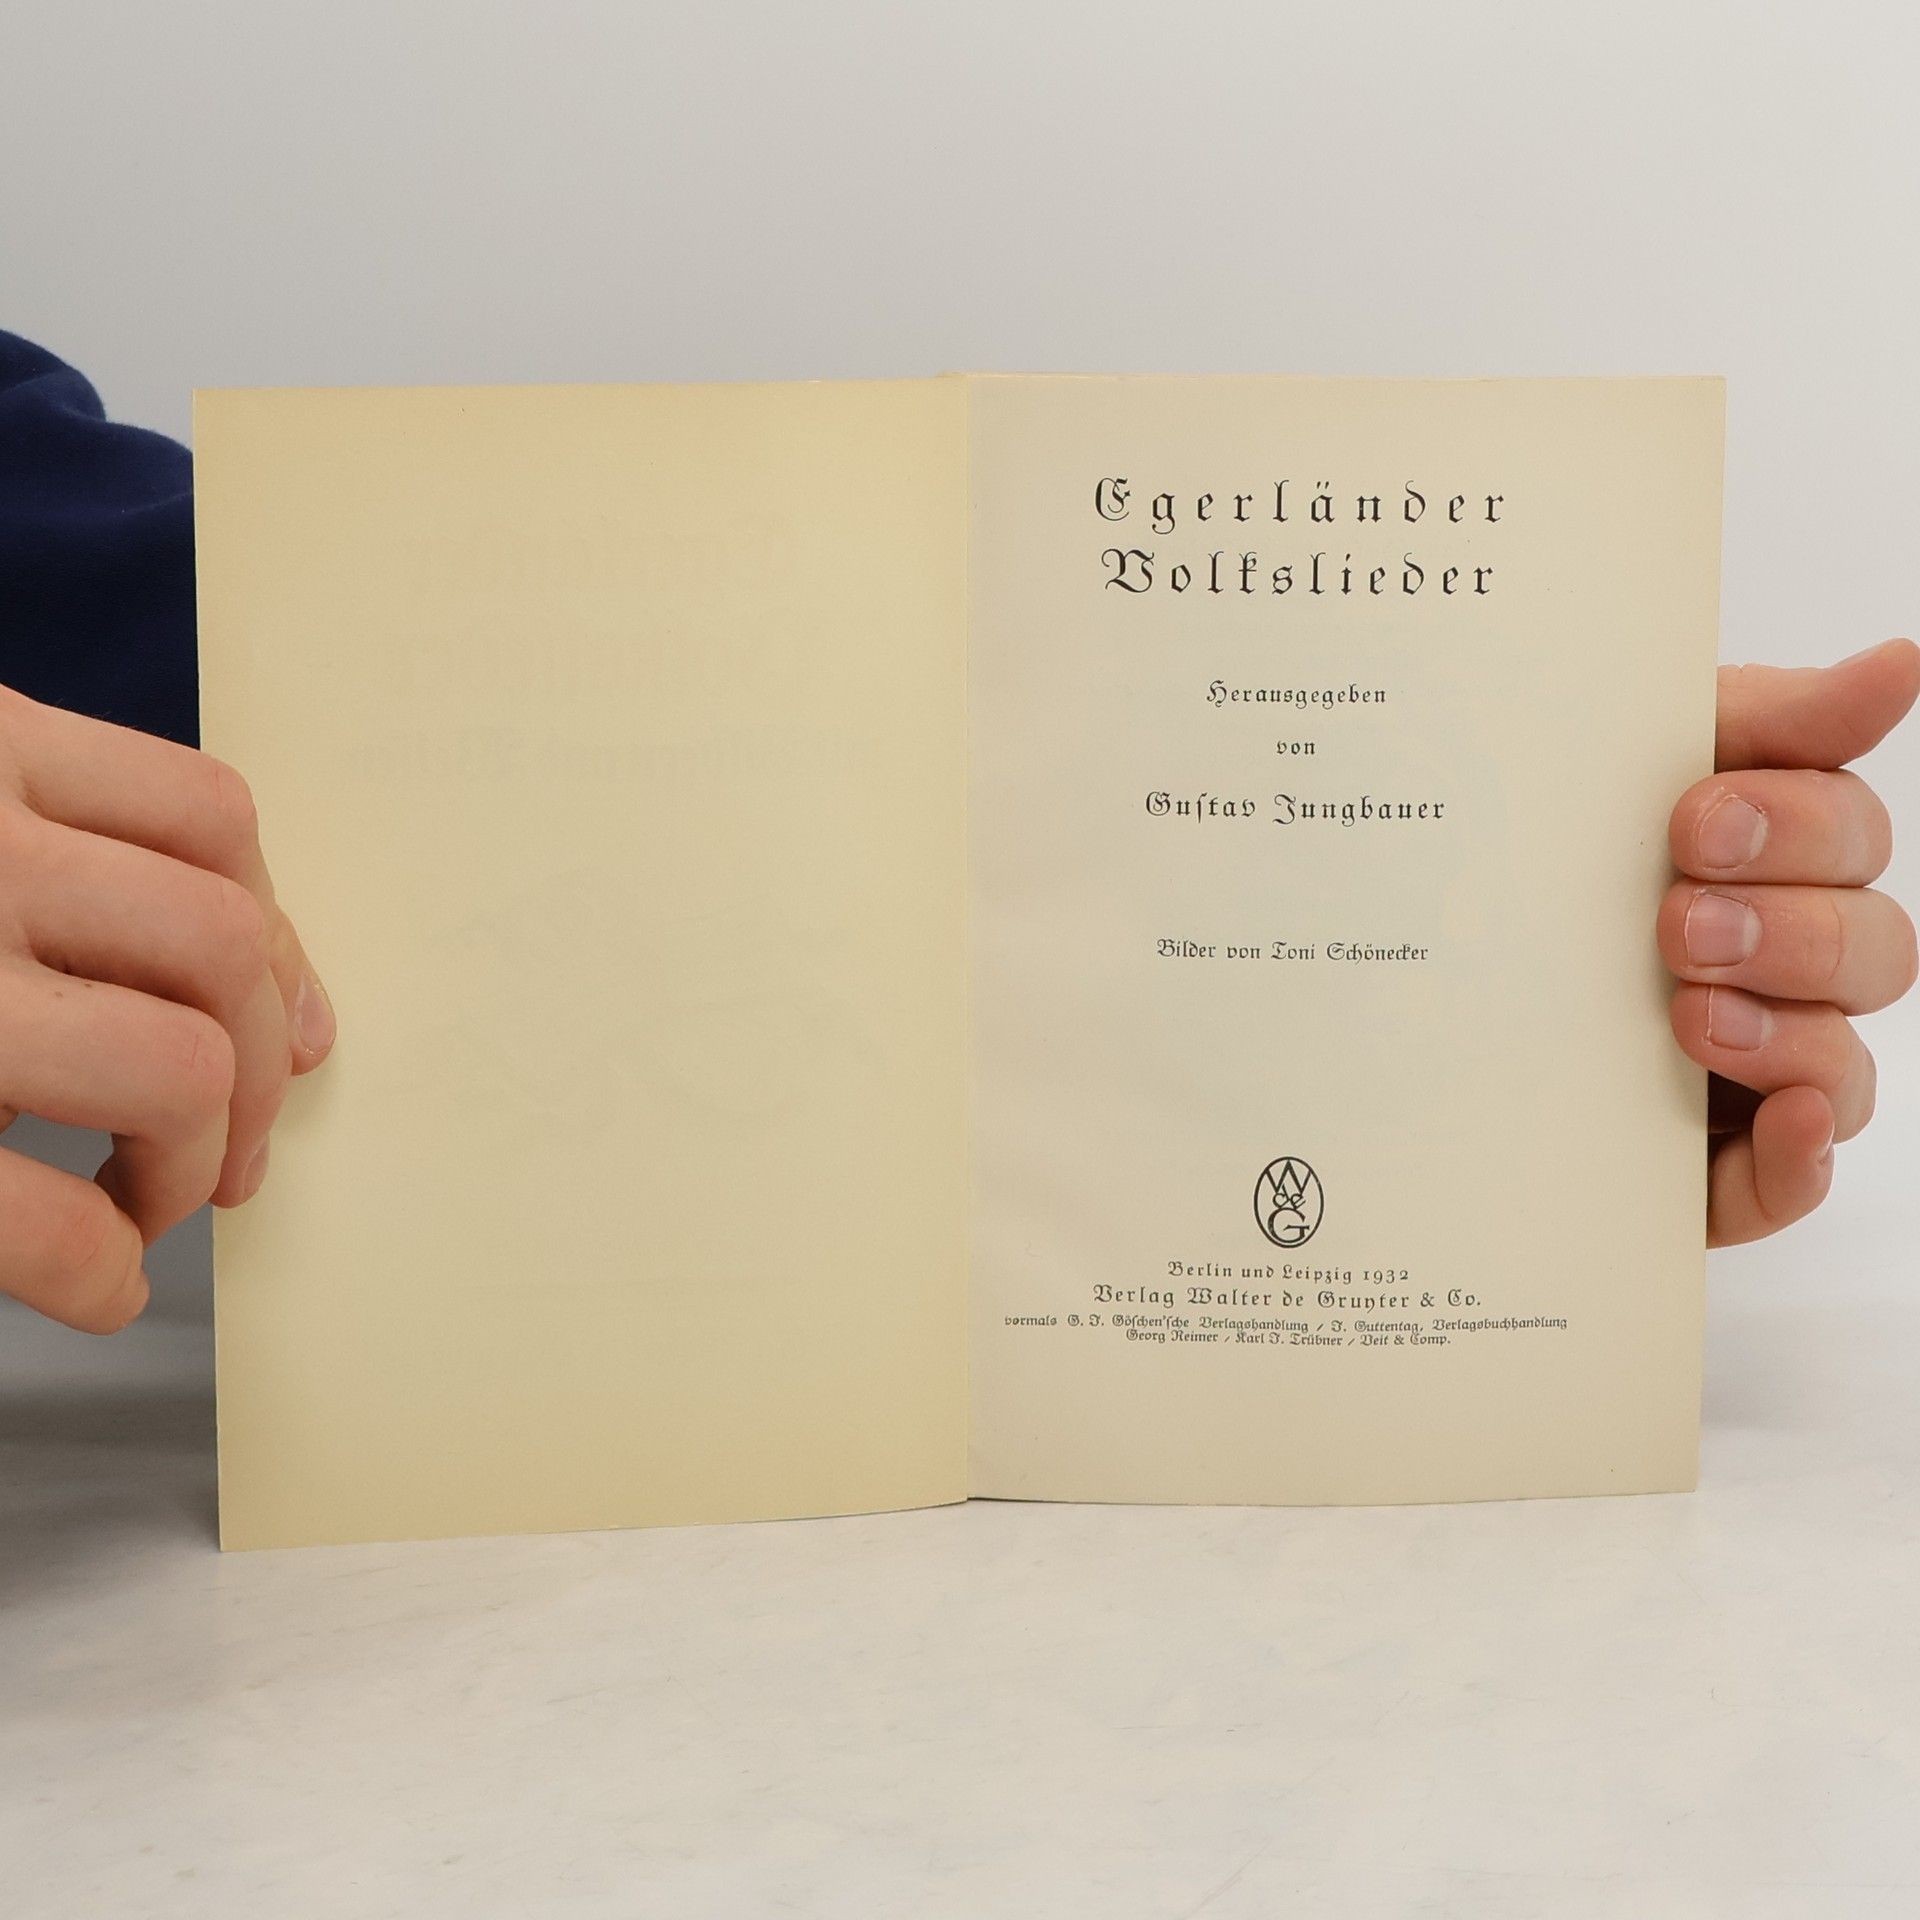 Egerländer
Volkslieder
Herausgegeben
von
Guſtav Jungbauer
Bilder von Toni Schönecker
W
de
G
Berlin und Leipzig 1932
Verlag Walter de Gruyter & Co.
vormals G. J. Göſchen'ſche Verlagshandlung / J. Guttentag, Verlagsbuchhandlung
Georg Reimer / Karl J. Trübner / Veit & Comp.